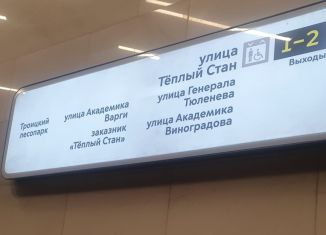 Троицкий
лесопарк
улица Академика
Варги
заказник
«Тёплый Стан»
улица
Тёплый Стан
улица Генерала
Тюленева
улица Академика
Виноградова
1–2
Выходы